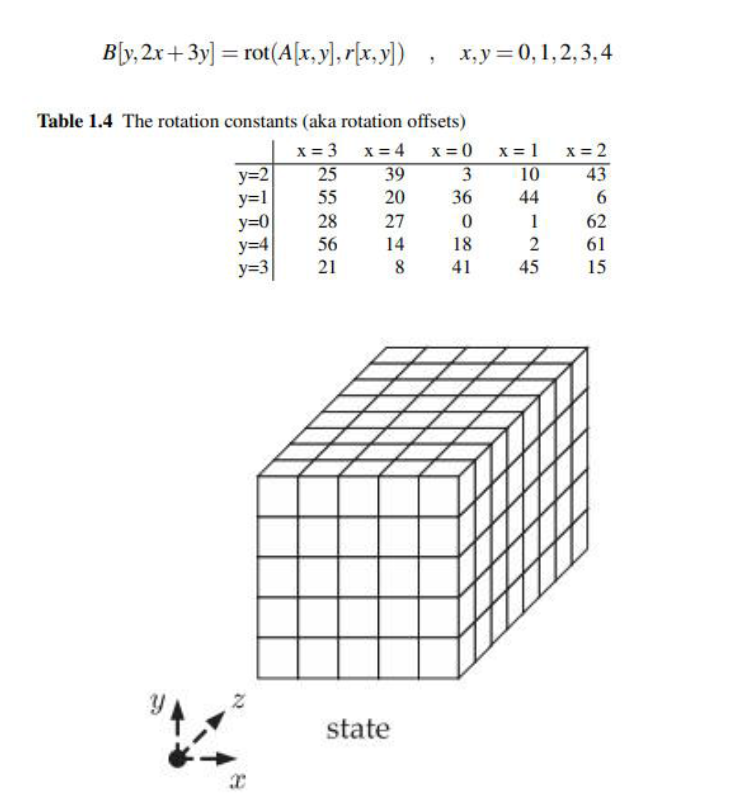 B[y,2x+3y] = rot(A[x,y],r[x,y]) , x,y = 0,1,2,3,4
Table 1.4 The rotation constants (aka rotation offsets)
x = 3 x = 4 x = 0 x = 1 x = 2
y=2 25 39 3 10 43
y=1 55 20 36 44 6
y=0 28 27 0 1 62
y=4 56 14 18 2 61
y=3 21 8 41 45 15
y z
state
x